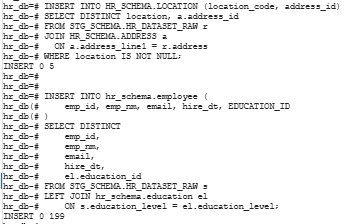 hr_db=# INSERT INTO HR_SCHEMA.LOCATION (location_code, address_id)
hr_db-# SELECT DISTINCT location, a.address_id
hr_db-# FROM STG_SCHEMA.HR_DATASET_RAW r
hr_db-# JOIN HR_SCHEMA.ADDRESS a
hr_db-#   ON a.address_line1 = r.address
hr_db-# WHERE location IS NOT NULL;
INSERT 0 5
hr_db=#
hr_db=#
hr_db=# INSERT INTO hr_schema.employee (
hr_db(#     emp_id, emp_nm, email, hire_dt, EDUCATION_ID
hr_db(# )
hr_db-# SELECT DISTINCT
hr_db-#     emp_id,
hr_db-#     emp_nm,
hr_db-#     email,
hr_db-#     hire_dt,
hr_db-#     el.education_id
hr_db-# FROM STG_SCHEMA.HR_DATASET_RAW s
hr_db-# LEFT JOIN hr_schema.education el
hr_db-#     ON s.education_level = el.education_level;
INSERT 0 199